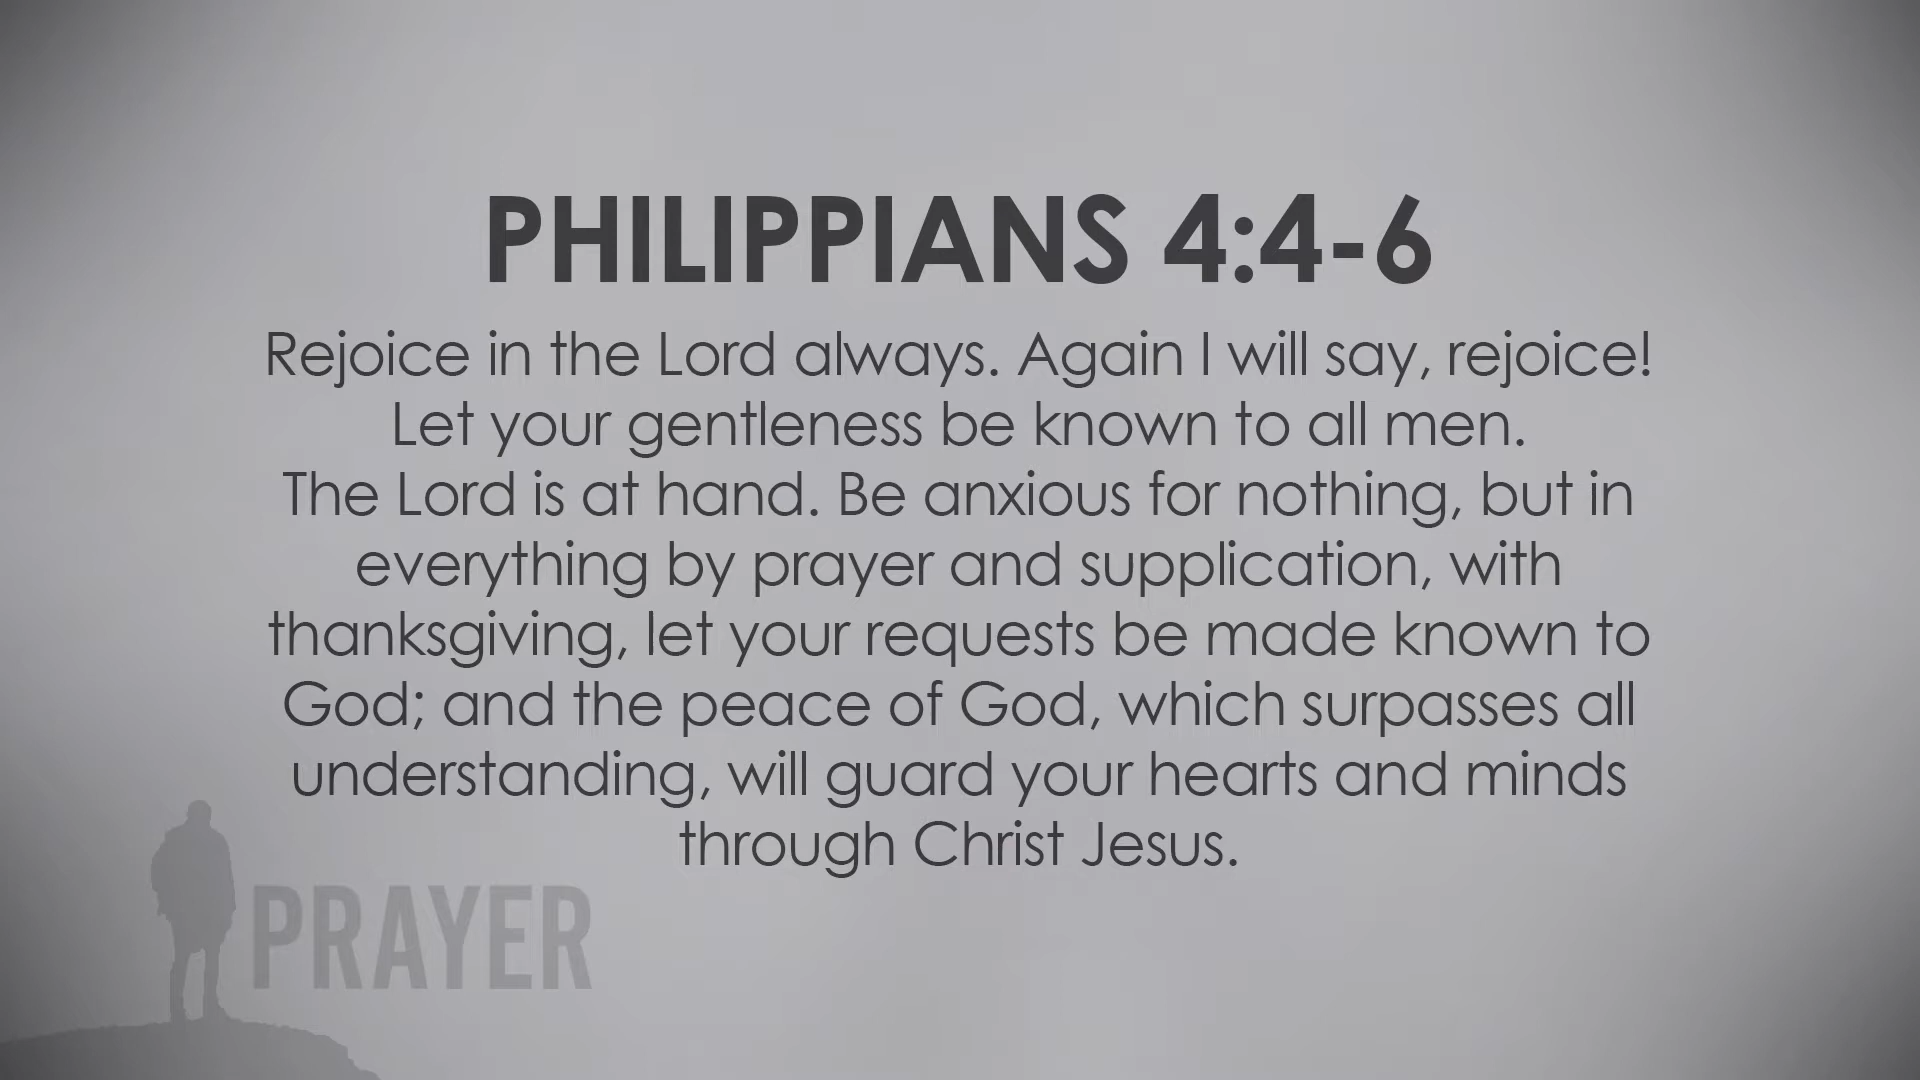 PHILIPPIANS 4:4-6
Rejoice in the Lord always. Again I will say, rejoice!
Let your gentleness be known to all men.
The Lord is at hand. Be anxious for nothing, but in
everything by prayer and supplication, with
thanksgiving, let your requests be made known to
God; and the peace of God, which surpasses all
understanding, will guard your hearts and minds
through Christ Jesus.
PRAYER